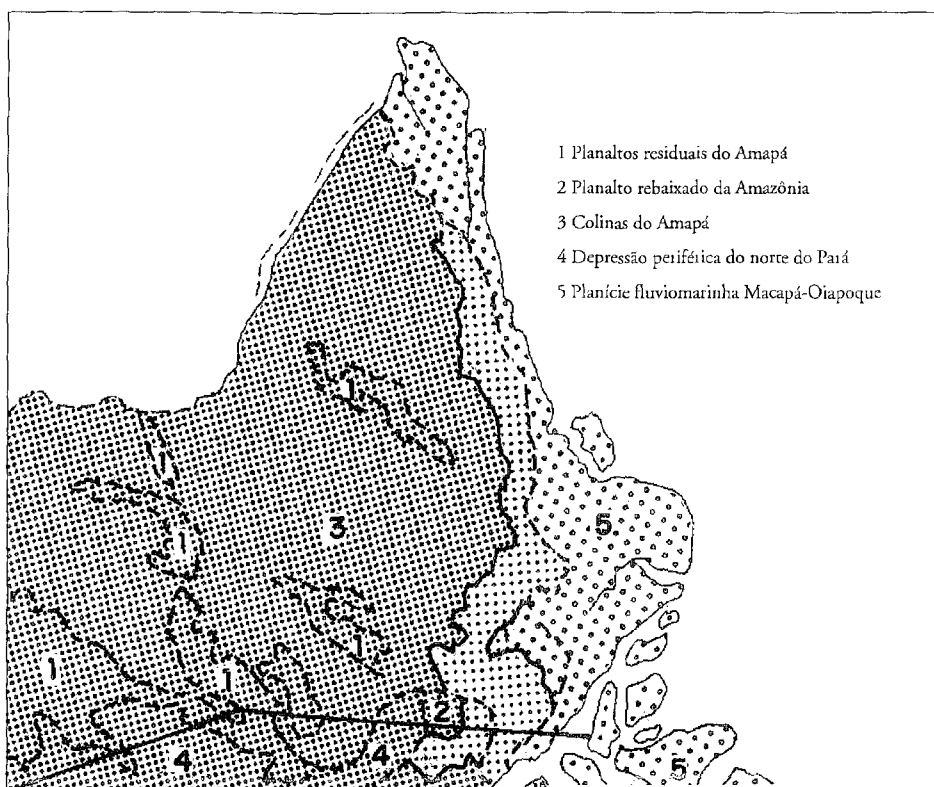 1 Planaltos residuais do Amapá
2 Planalto rebaixado da Amazônia
3 Colinas do Amapá
4 Depressão periférica do norte do Pará
5 Planície fluviomarinha Macapá-Oiapoque
1
1
1
3
5
1
1
1
2
4
4
5